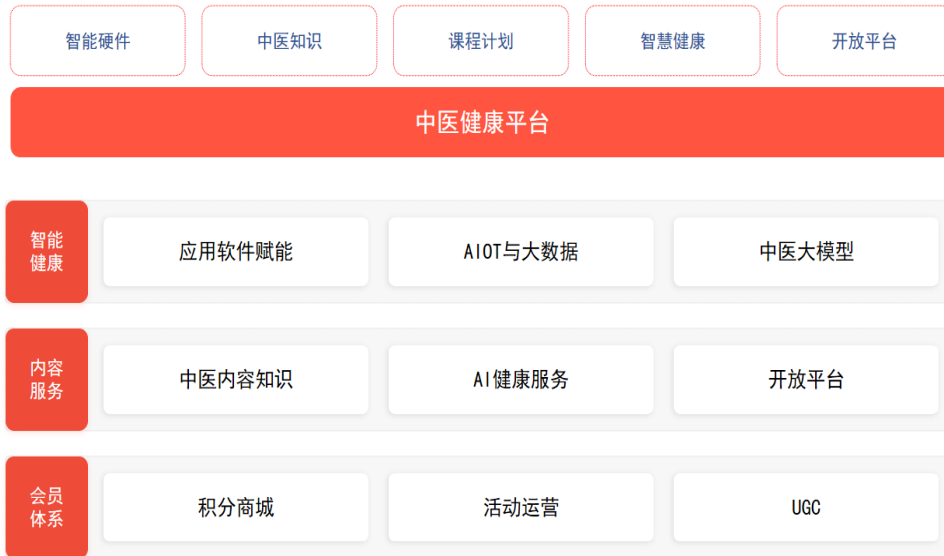 智能硬件
中医知识
课程计划
智慧健康
开放平台
中医健康平台
智能
健康
应用软件赋能
AIOT与大数据
中医大模型
内容
服务
中医内容知识
AI健康服务
开放平台
会员
体系
积分商城
活动运营
UGC